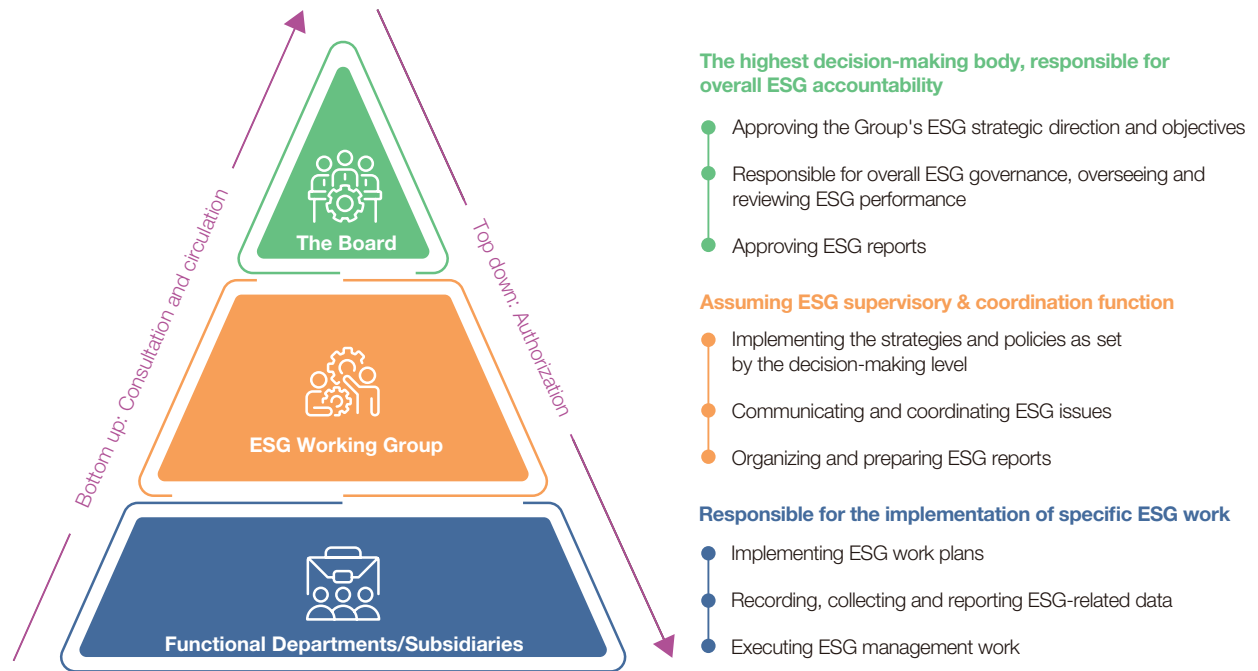 Bottom up: Consultation and circulation
Top down: Authorization
The Board
ESG Working Group
Functional Departments/Subsidiaries
The highest decision-making body, responsible for
overall ESG accountability
Approving the Group's ESG strategic direction and objectives
Responsible for overall ESG governance, overseeing and
reviewing ESG performance
Approving ESG reports
Assuming ESG supervisory & coordination function
Implementing the strategies and policies as set
by the decision-making level
Communicating and coordinating ESG issues
Organizing and preparing ESG reports
Responsible for the implementation of specific ESG work
Implementing ESG work plans
Recording, collecting and reporting ESG-related data
Executing ESG management work